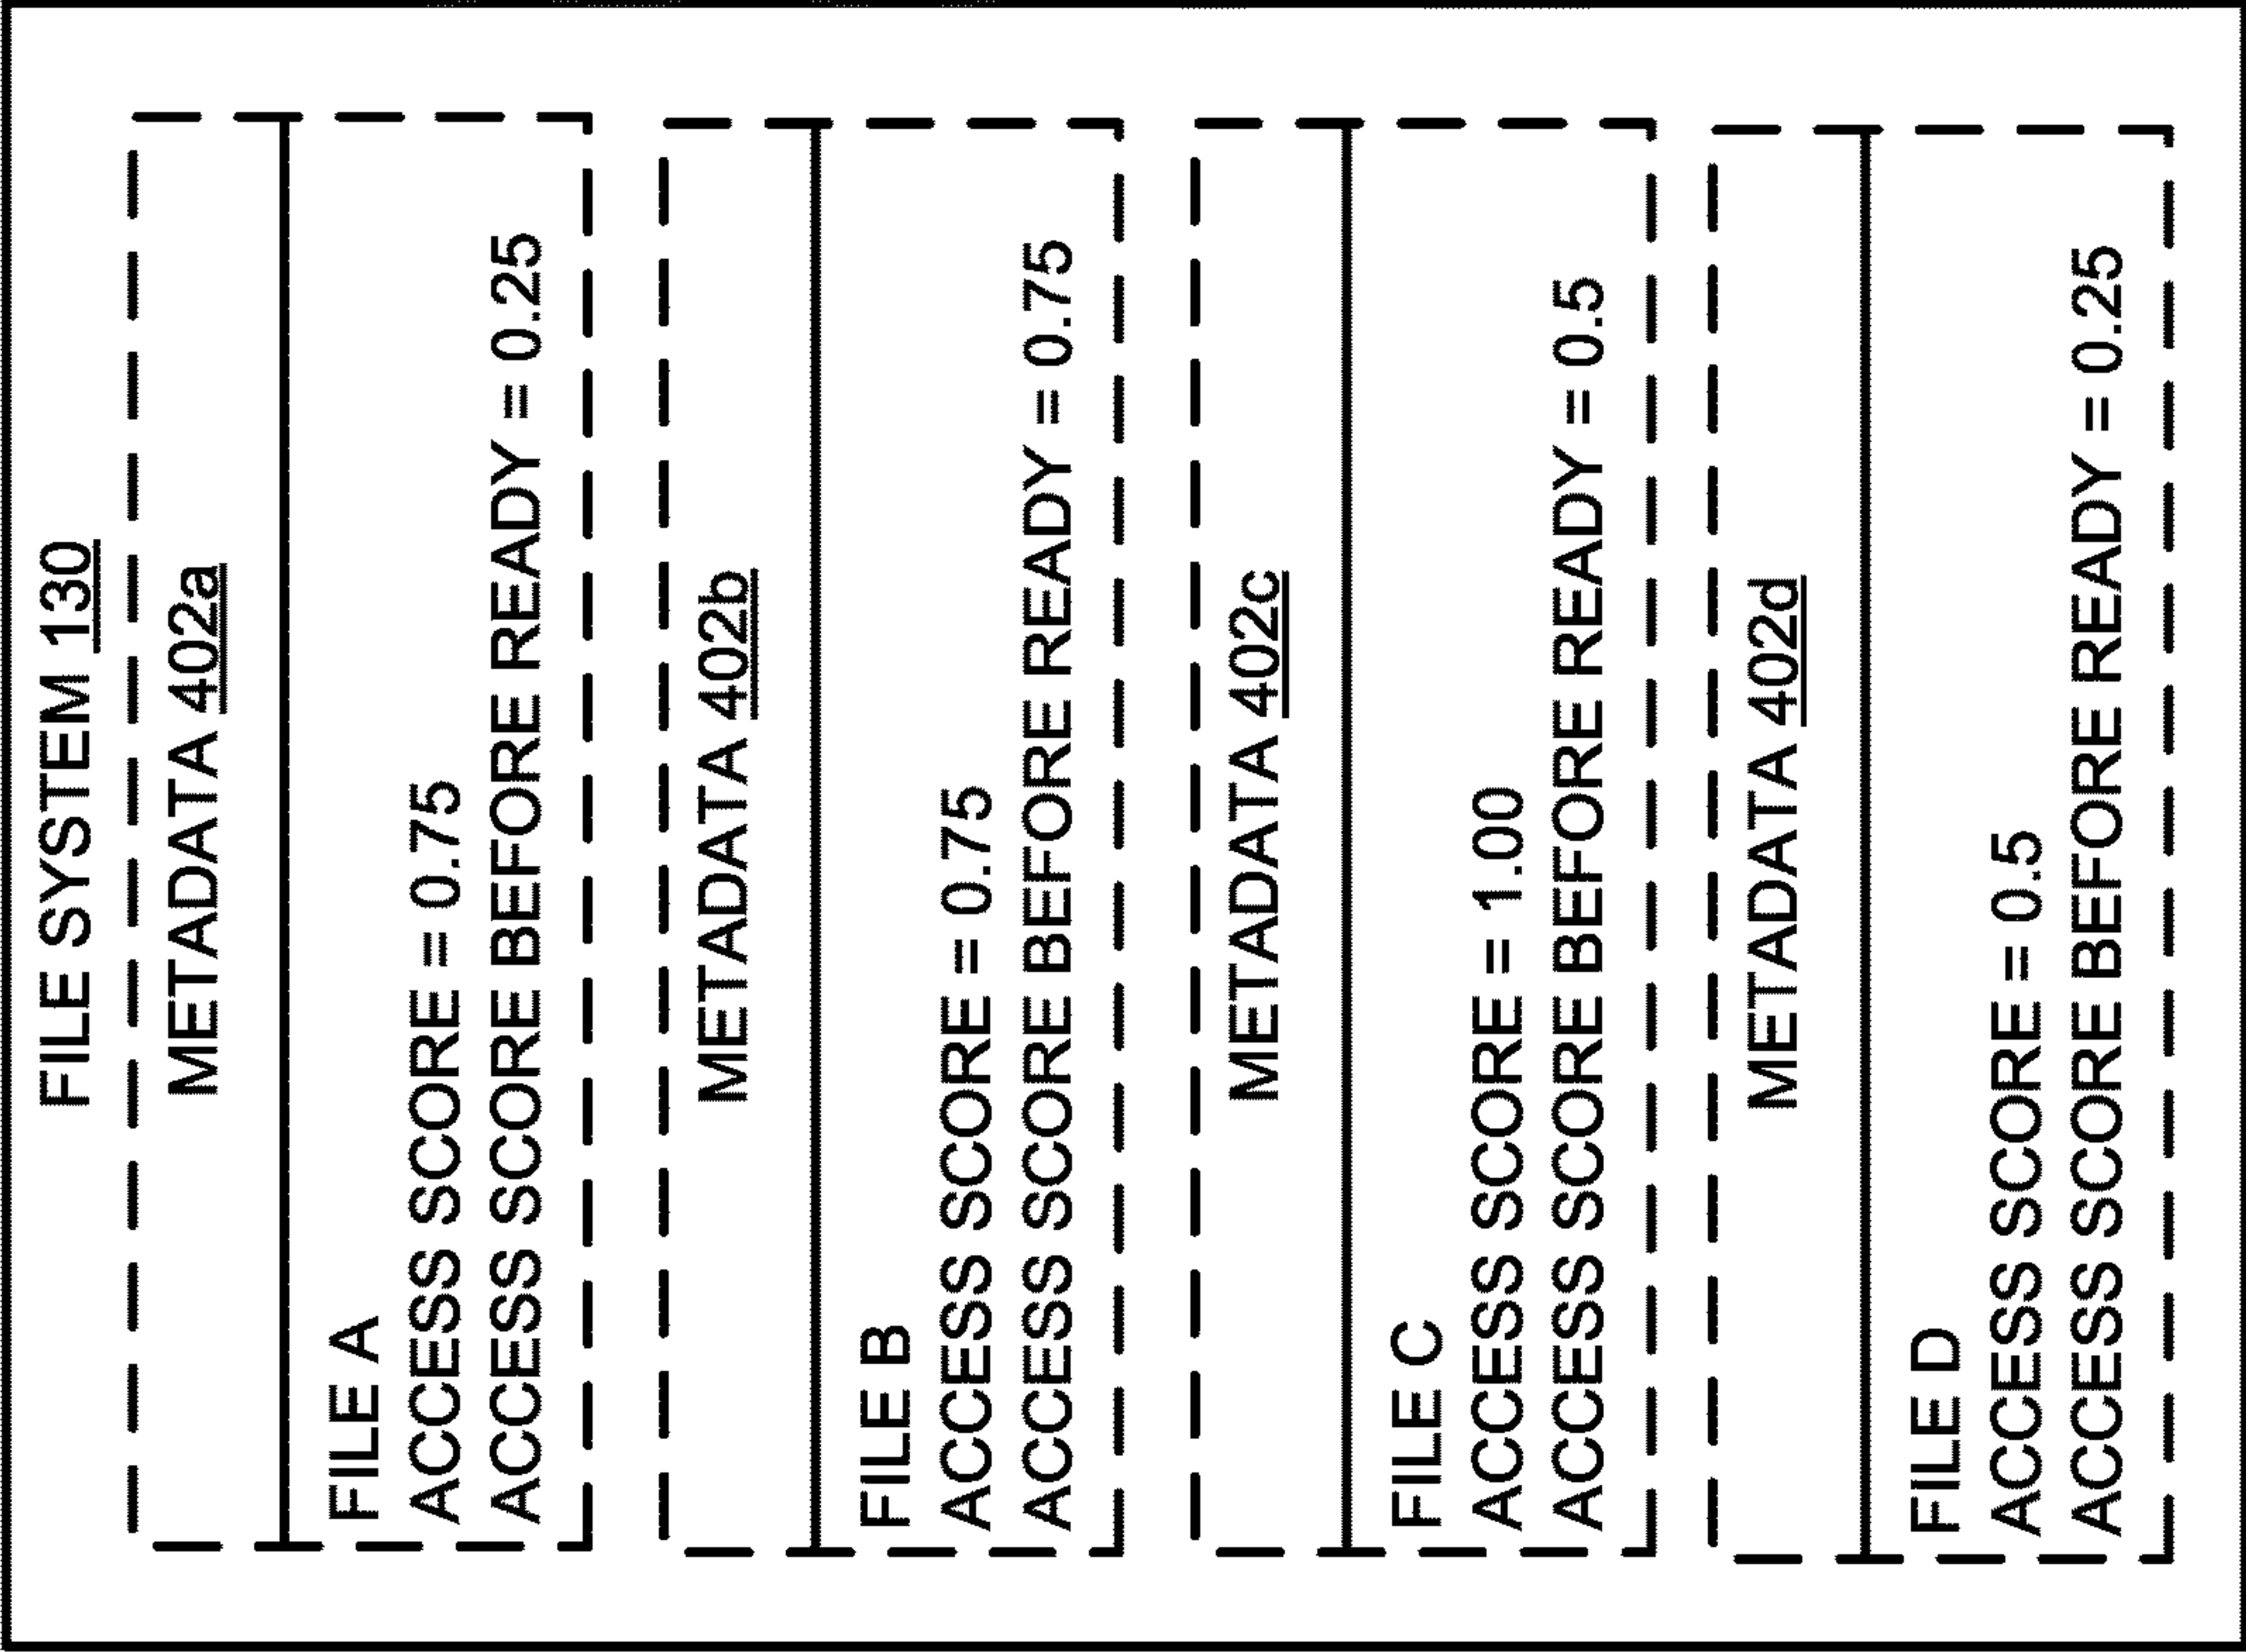 FILE SYSTEM 130
METADATA 402a
FILE A
ACCESS SCORE = 0.75
ACCESS SCORE BEFORE READY = 0.25
METADATA 402b
FILE B
ACCESS SCORE = 0.75
ACCESS SCORE BEFORE READY = 0.75
METADATA 402c
FILE C
ACCESS SCORE = 1.00
ACCESS SCORE BEFORE READY = 0.5
METADATA 402d
FILE D
ACCESS SCORE = 0.5
ACCESS SCORE BEFORE READY = 0.25